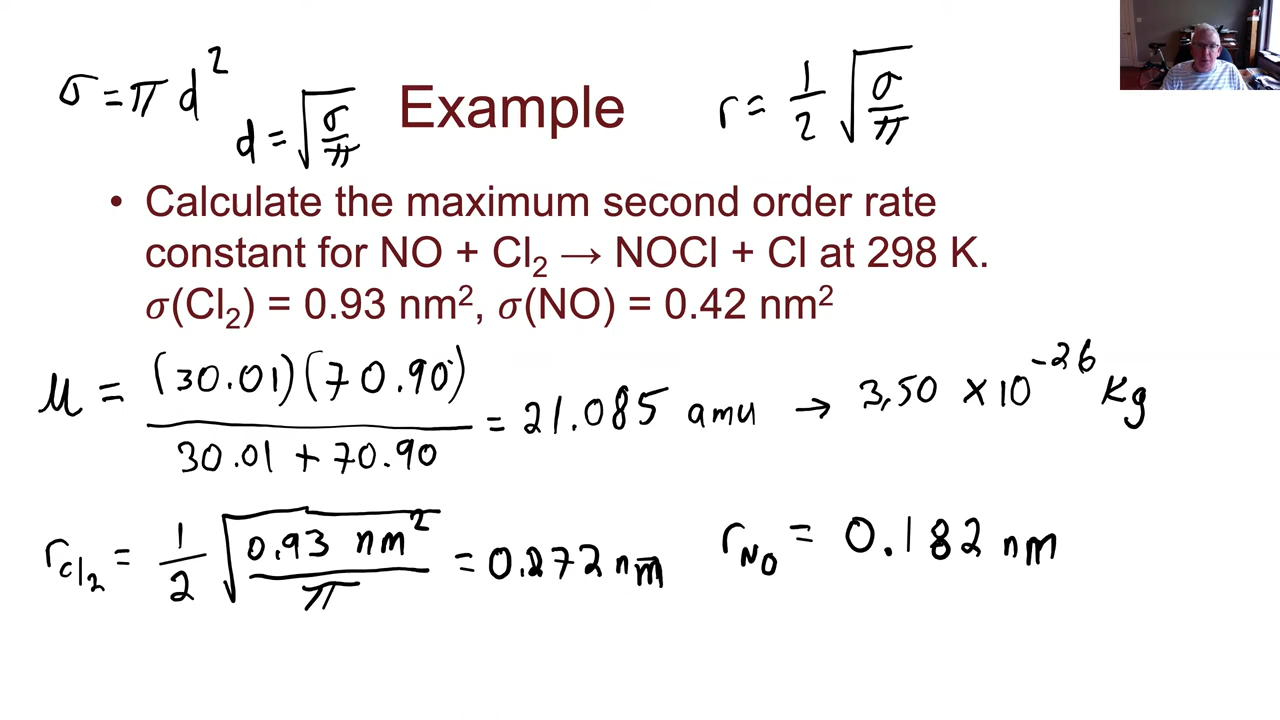 σ = π d²
d = √(σ/π)
Example
r = 1/2 √(σ/π)
• Calculate the maximum second order rate
constant for NO + Cl₂ → NOCl + Cl at 298 K.
σ(Cl₂) = 0.93 nm², σ(NO) = 0.42 nm²
μ = (30.01)(70.90) / (30.01 + 70.90) = 21.085 amu → 3.50 × 10⁻²⁶ Kg
r_Cl₂ = 1/2 √(0.93 nm²/π) = 0.272 nm
r_NO = 0.182 nm